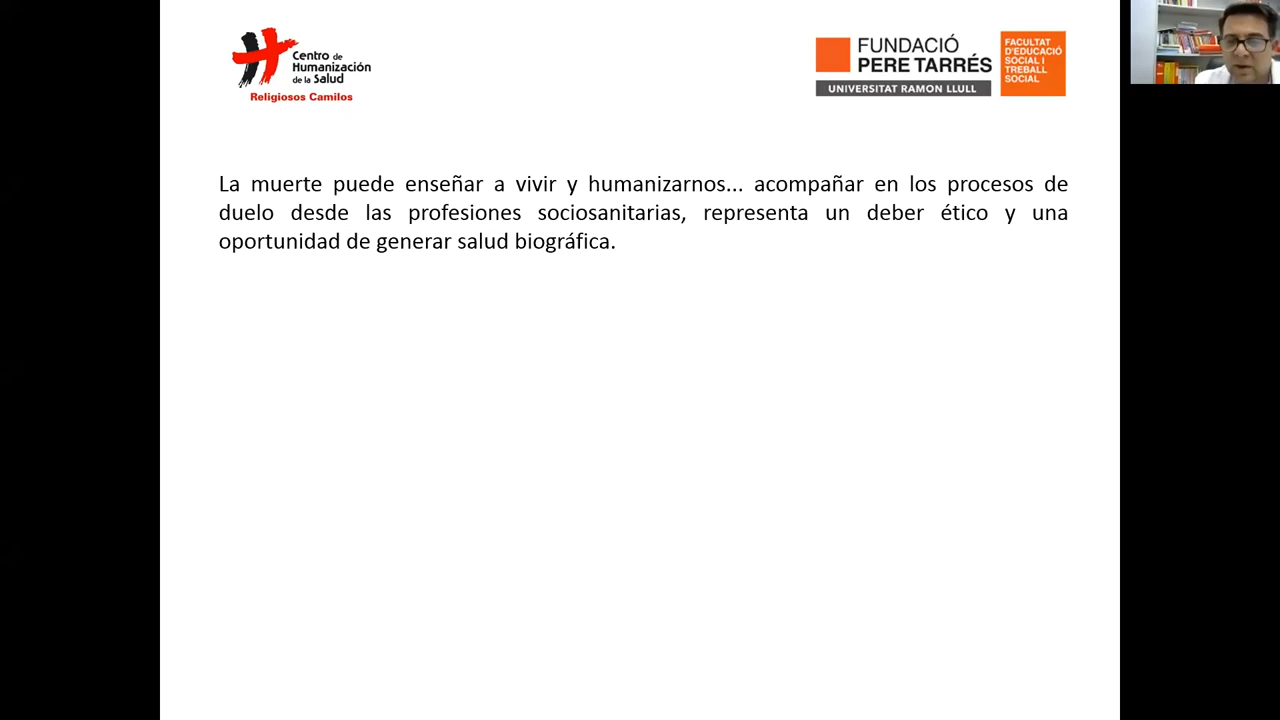 Centro de
Humanización
de la Salud
Religiosos Camilos
FUNDACIÓ
PERE TARRÉS
UNIVERSITAT RAMON LLULL
FACULTAT
D'EDUCACIÓ
SOCIAL I
TREBALL
SOCIAL
La muerte puede enseñar a vivir y humanizarnos... acompañar en los procesos de
duelo desde las profesiones sociosanitarias, representa un deber ético y una
oportunidad de generar salud biográfica.